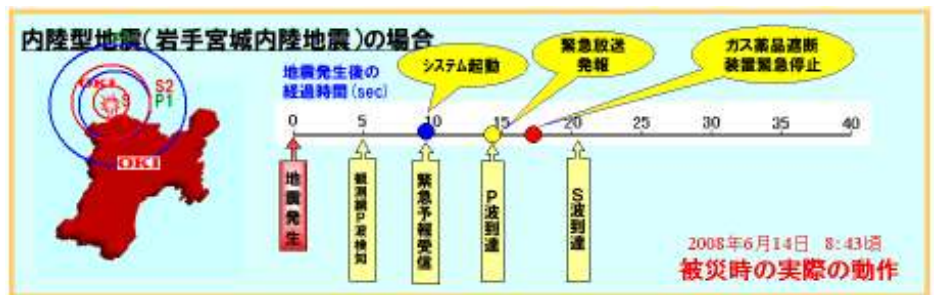 内陸型地震(岩手宮城内陸地震)の場合
OKI
S2
P1
OKI
地震発生後の
経過時間(sec)
システム起動
緊急放送
発報
ガス薬品遮断
装置緊急停止
0 5 10 15 20 25 30 35 40
地震発生
観測網P波検知
緊急予報受信
P波到達
S波到達
2008年6月14日 8:43頃
被災時の実際の動作